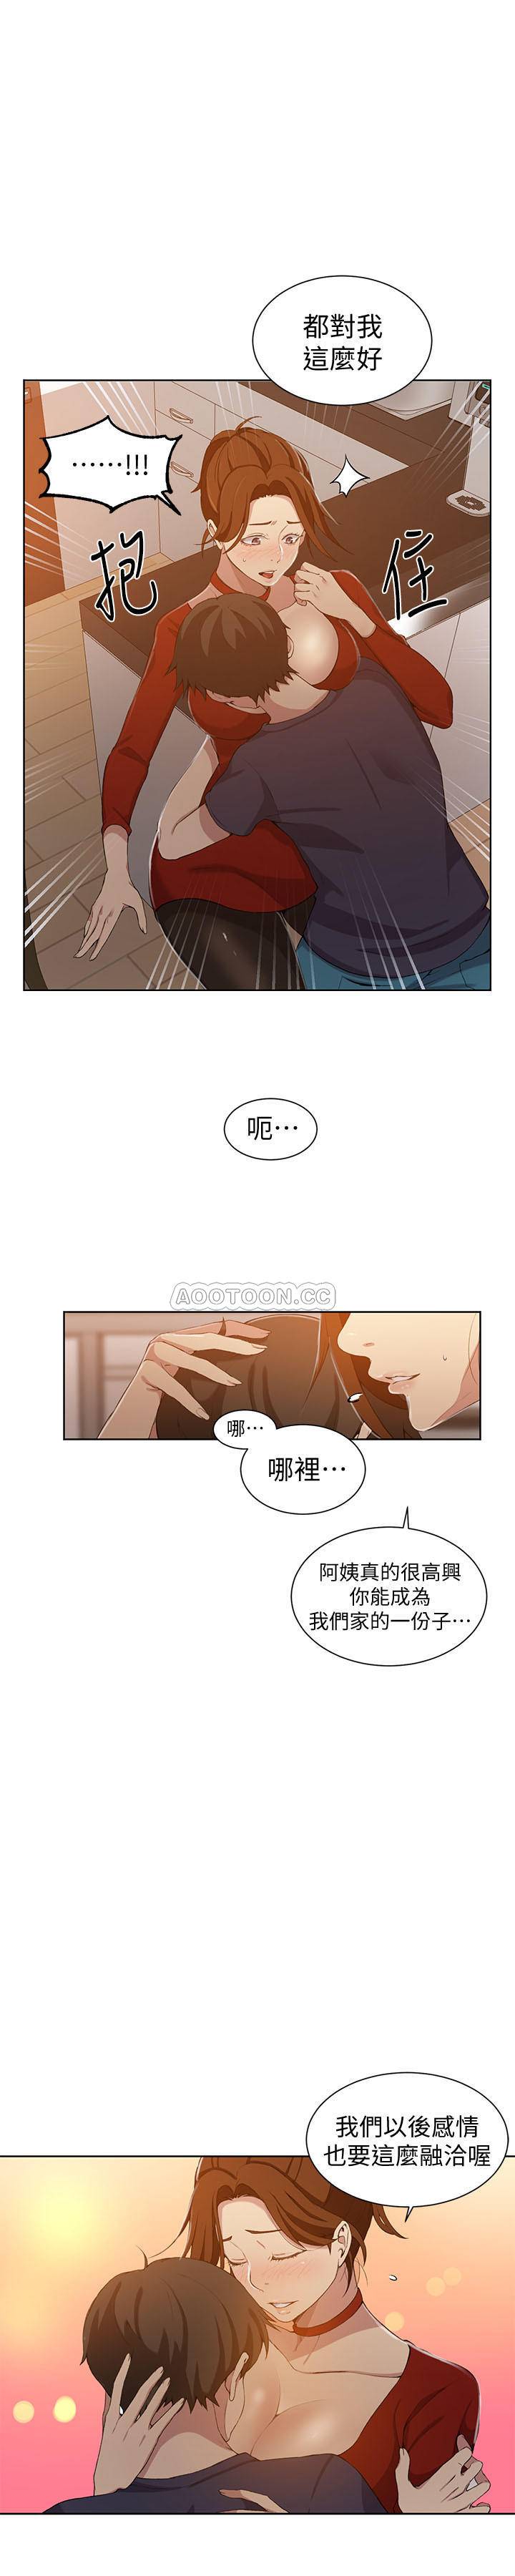 都對我
這麼好
⋯⋯!!!
抱
住
呃⋯
AOOTOON.CC
哪⋯
哪裡⋯
阿姨真的很高興
你能成為
我們家的一份子⋯
我們以後感情
也要這麼融洽喔